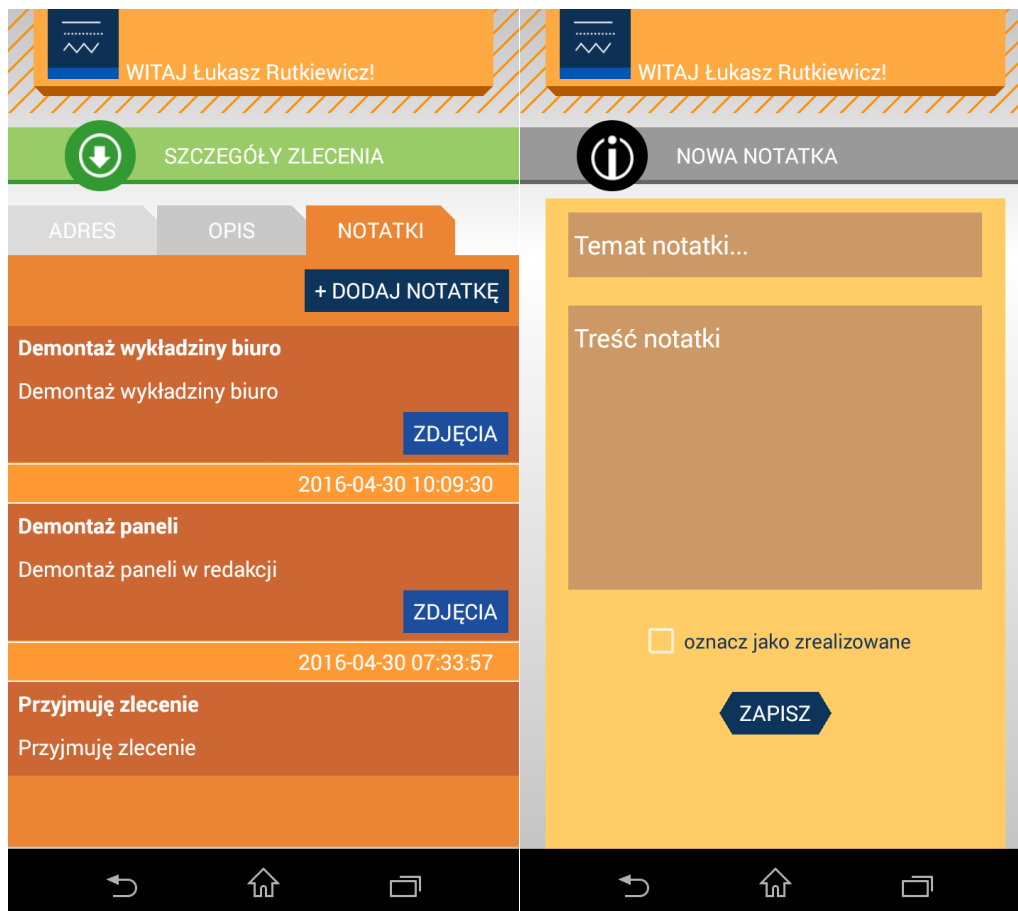 WITAJ Łukasz Rutkiewicz!
SZCZEGÓŁY ZLECENIA
ADRES
OPIS
NOTATKI
+ DODAJ NOTATKĘ
Demontaż wykładziny biuro
Demontaż wykładziny biuro
ZDJĘCIA
2016-04-30 10:09:30
Demontaż paneli
Demontaż paneli w redakcji
ZDJĘCIA
2016-04-30 07:33:57
Przyjmuję zlecenie
Przyjmuję zlecenie
WITAJ Łukasz Rutkiewicz!
NOWA NOTATKA
Temat notatki...
Treść notatki
oznacz jako zrealizowane
ZAPISZ